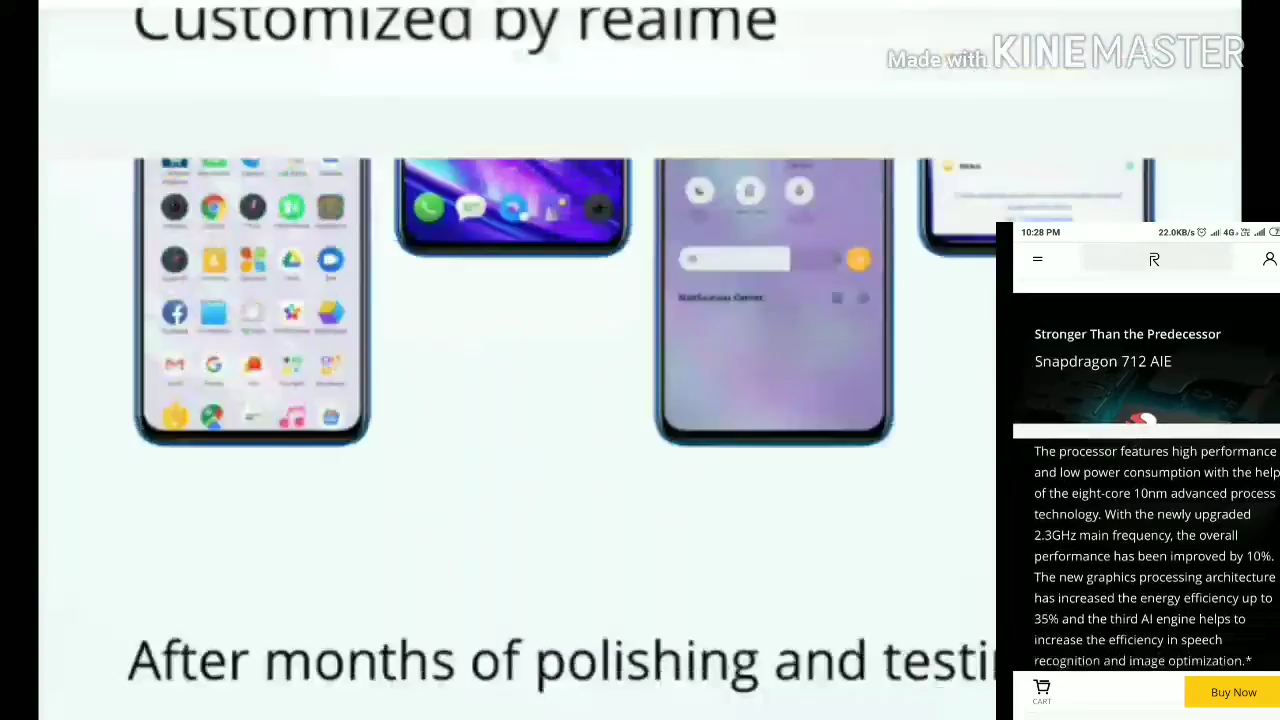 Customized by realme
Made with KINEMASTER
Notification Center
After months of polishing and testin
10:28 PM
22.0KB/s
4G+
Stronger Than the Predecessor
Snapdragon 712 AIE
The processor features high performance
and low power consumption with the help
of the eight-core 10nm advanced process
technology. With the newly upgraded
2.3GHz main frequency, the overall
performance has been improved by 10%.
The new graphics processing architecture
has increased the energy efficiency up to
35% and the third AI engine helps to
increase the efficiency in speech
recognition and image optimization.*
CART
Buy Now